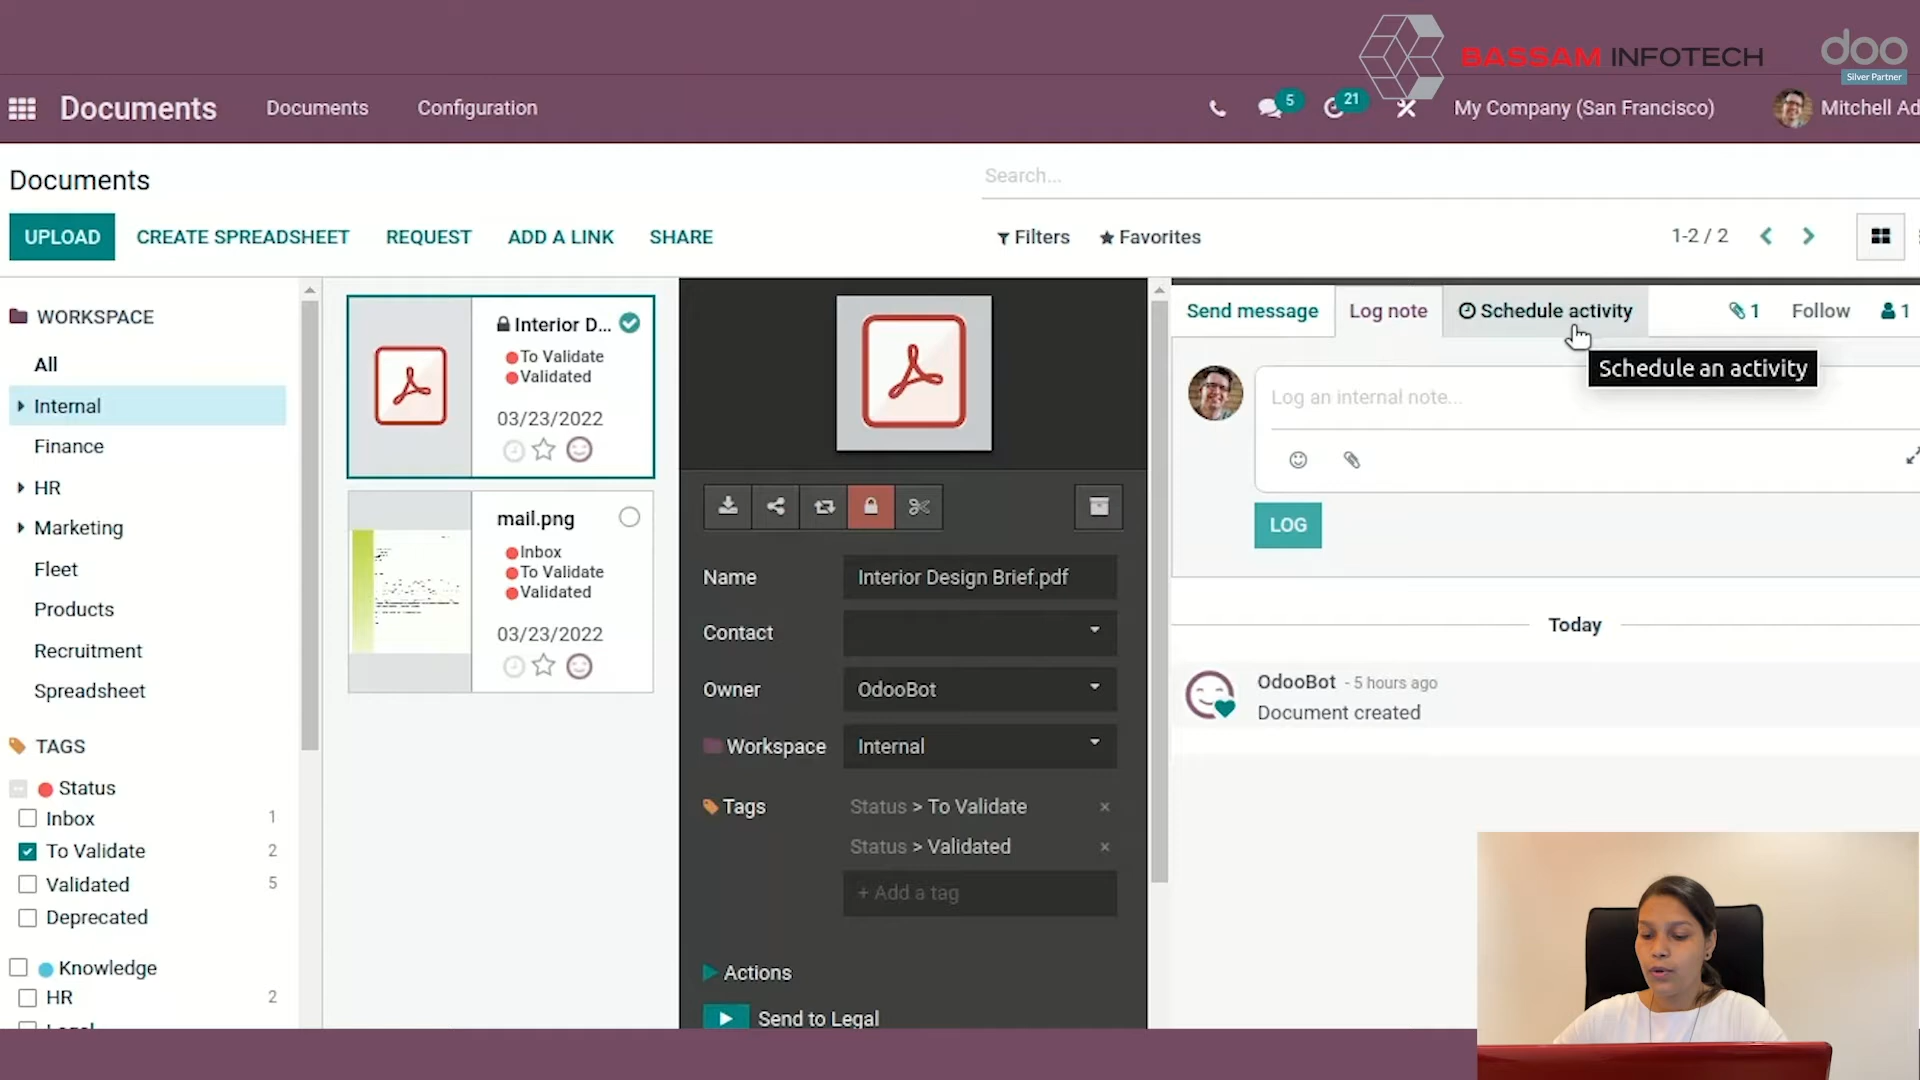 BASSAM INFOTECH
doo
Silver Partner
Documents
Documents
Configuration
5
21
My Company (San Francisco)
Mitchell Ad
Documents
Search...
UPLOAD
CREATE SPREADSHEET
REQUEST
ADD A LINK
SHARE
Filters
Favorites
1-2 / 2
WORKSPACE
All
Internal
Finance
HR
Marketing
Fleet
Products
Recruitment
Spreadsheet
TAGS
Status
Inbox 1
To Validate 2
Validated 5
Deprecated
Knowledge
HR 2
Interior D...
To Validate
Validated
03/23/2022
mail.png
Inbox
To Validate
Validated
03/23/2022
Name Interior Design Brief.pdf
Contact
Owner OdooBot
Workspace Internal
Tags Status > To Validate ×
Status > Validated ×
+ Add a tag
Actions
Send to Legal
Send message
Log note
Schedule activity
1
Follow
1
Schedule an activity
Log an internal note...
LOG
Today
OdooBot - 5 hours ago
Document created